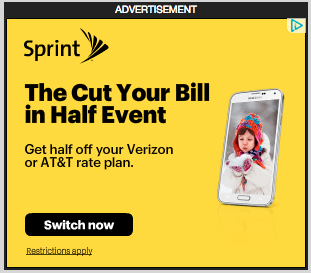 ADVERTISEMENT
Sprint
The Cut Your Bill
in Half Event
Get half off your Verizon
or AT&T rate plan.
Switch now
Restrictions apply